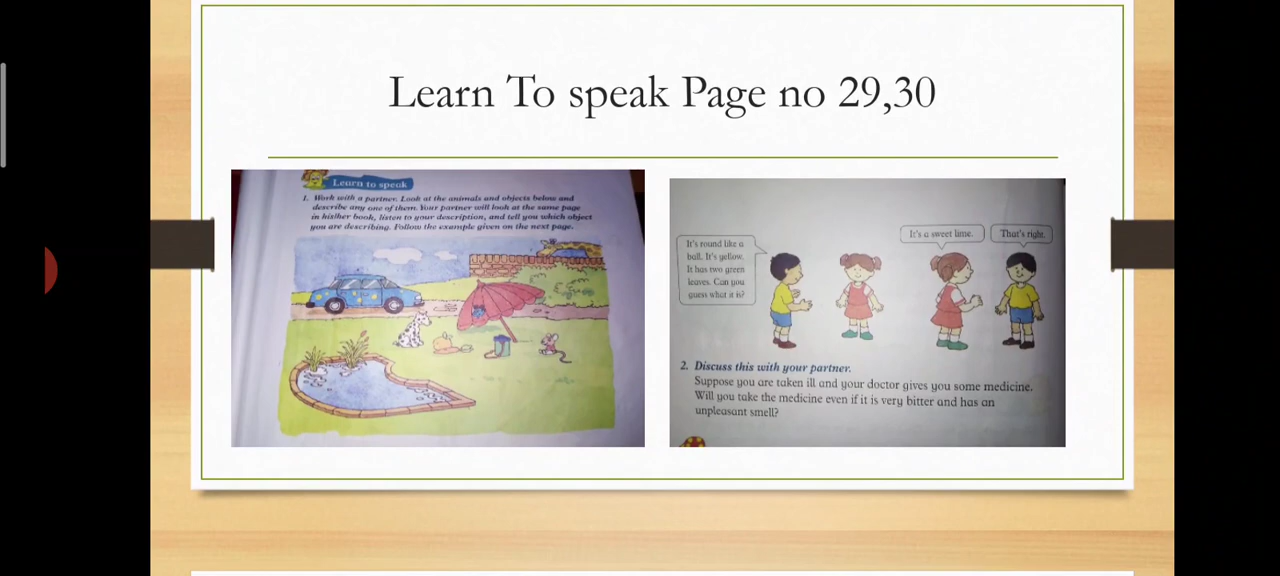 Learn To speak Page no 29,30
Learn to speak
1. Work with a partner. Look at the animals and objects below and
describe any one of them. Your partner will look at the same page
in his/her book, listen to your description, and tell you which object
you are describing. Follow the example given on the next page.
It's round like a
ball. It's yellow.
It has two green
leaves. Can you
guess what it is?
It's a sweet lime.
That's right.
2. Discuss this with your partner.
Suppose you are taken ill and your doctor gives you some medicine.
Will you take the medicine even if it is very bitter and has an
unpleasant smell?